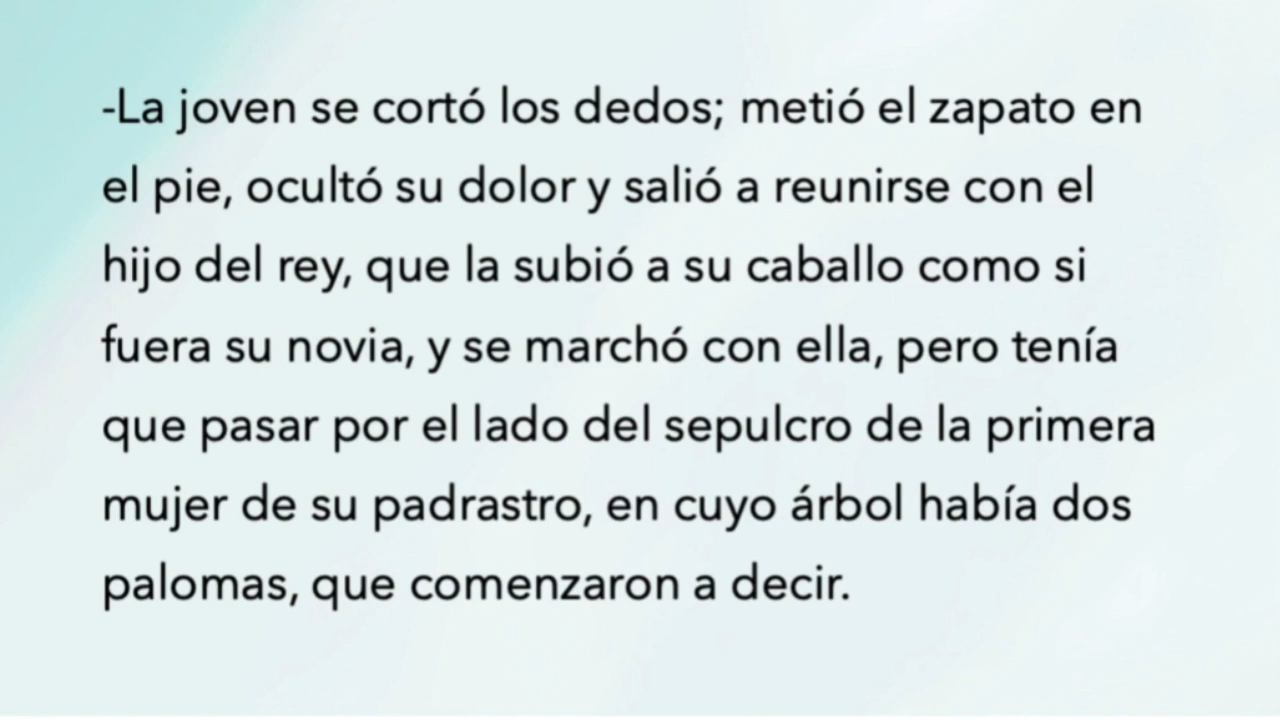 -La joven se cortó los dedos; metió el zapato en
el pie, ocultó su dolor y salió a reunirse con el
hijo del rey, que la subió a su caballo como si
fuera su novia, y se marchó con ella, pero tenía
que pasar por el lado del sepulcro de la primera
mujer de su padrastro, en cuyo árbol había dos
palomas, que comenzaron a decir.